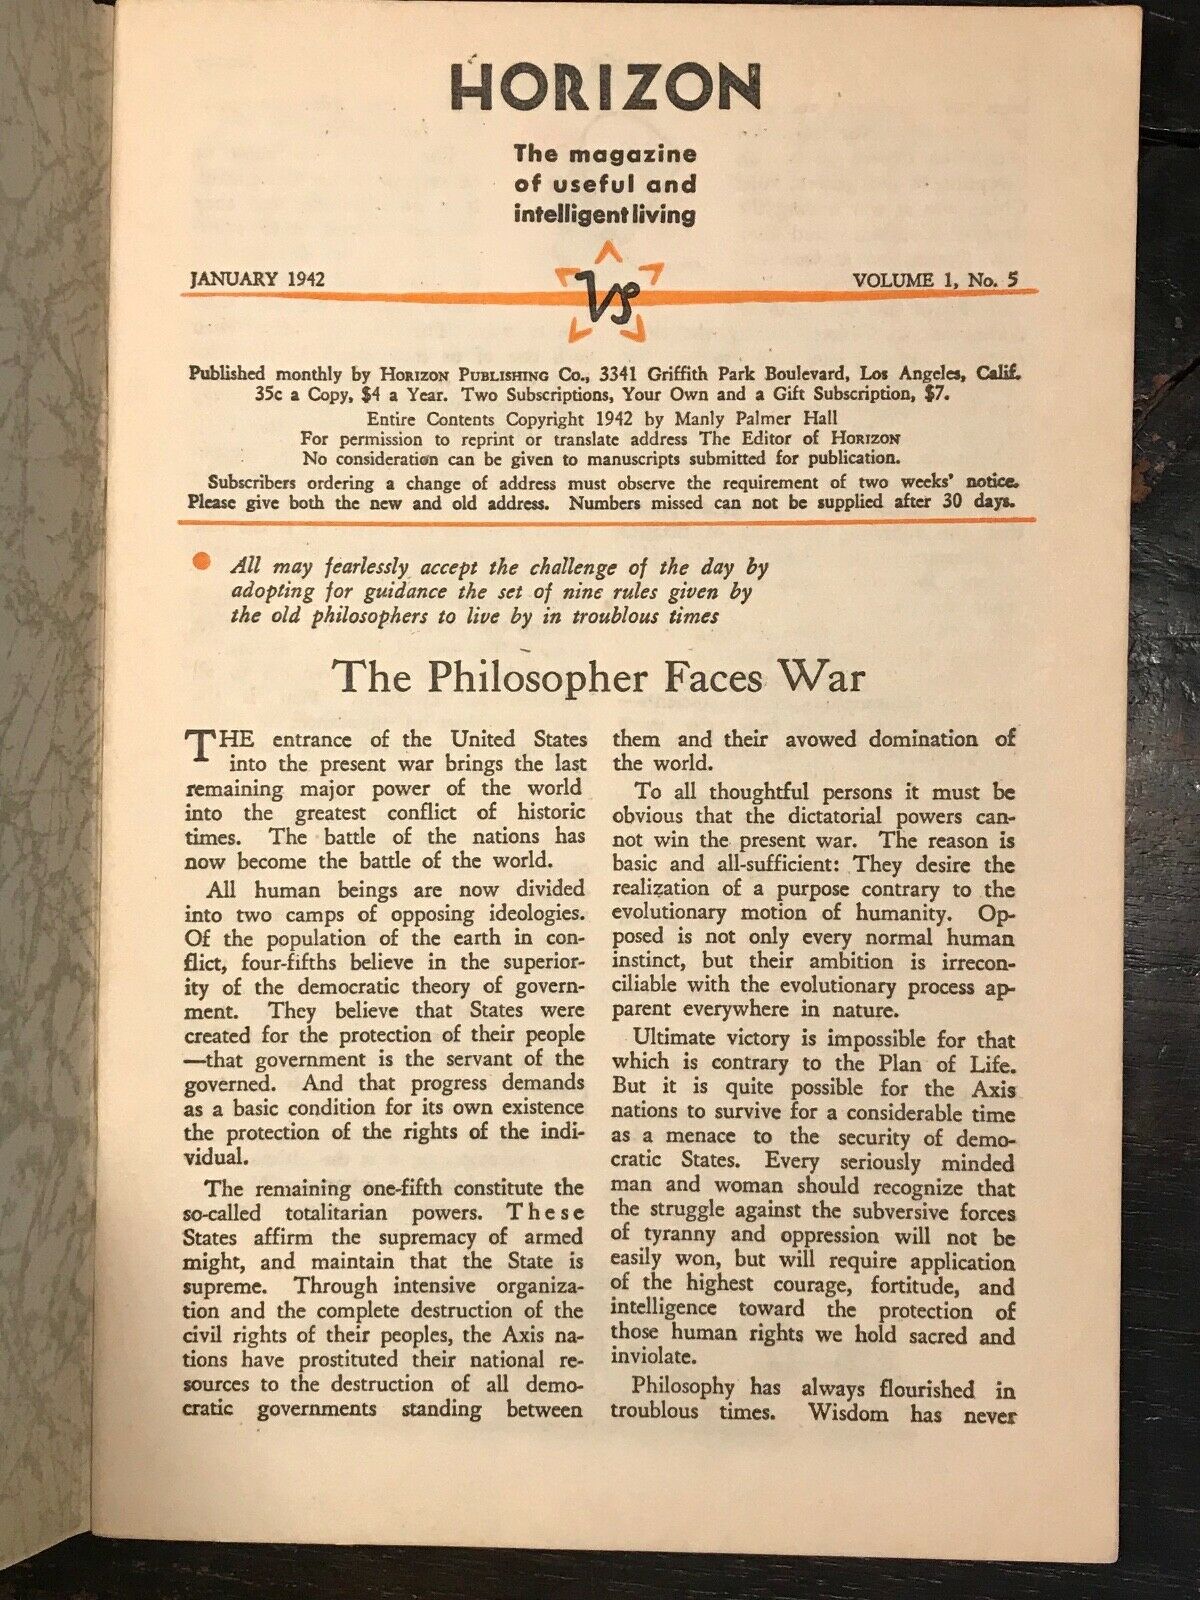 HORIZON
The magazine
of useful and
intelligent living
JANUARY 1942
VOLUME 1, No. 5
Published monthly by HORIZON PUBLISHING CO., 3341 Griffith Park Boulevard, Los Angeles, Calif.
35c a Copy, $4 a Year. Two Subscriptions, Your Own and a Gift Subscription, $7.
Entire Contents Copyright 1942 by Manly Palmer Hall
For permission to reprint or translate address The Editor of HORIZON
No consideration can be given to manuscripts submitted for publication.
Subscribers ordering a change of address must observe the requirement of two weeks' notice.
Please give both the new and old address. Numbers missed can not be supplied after 30 days.
All may fearlessly accept the challenge of the day by
adopting for guidance the set of nine rules given by
the old philosophers to live by in troublous times
The Philosopher Faces War
THE entrance of the United States
into the present war brings the last
remaining major power of the world
into the greatest conflict of historic
times. The battle of the nations has
now become the battle of the world.
All human beings are now divided
into two camps of opposing ideologies.
Of the population of the earth in con-
flict, four-fifths believe in the superior-
ity of the democratic theory of govern-
ment. They believe that States were
created for the protection of their people
—that government is the servant of the
governed. And that progress demands
as a basic condition for its own existence
the protection of the rights of the indi-
vidual.
The remaining one-fifth constitute the
so-called totalitarian powers. These
States affirm the supremacy of armed
might, and maintain that the State is
supreme. Through intensive organiza-
tion and the complete destruction of the
civil rights of their peoples, the Axis na-
tions have prostituted their national re-
sources to the destruction of all demo-
cratic governments standing between
them and their avowed domination of
the world.
To all thoughtful persons it must be
obvious that the dictatorial powers can-
not win the present war. The reason is
basic and all-sufficient: They desire the
realization of a purpose contrary to the
evolutionary motion of humanity. Op-
posed is not only every normal human
instinct, but their ambition is irrecon-
ciliable with the evolutionary process ap-
parent everywhere in nature.
Ultimate victory is impossible for that
which is contrary to the Plan of Life.
But it is quite possible for the Axis
nations to survive for a considerable time
as a menace to the security of demo-
cratic States. Every seriously minded
man and woman should recognize that
the struggle against the subversive forces
of tyranny and oppression will not be
easily won, but will require application
of the highest courage, fortitude, and
intelligence toward the protection of
those human rights we hold sacred and
inviolate.
Philosophy has always flourished in
troublous times. Wisdom has never